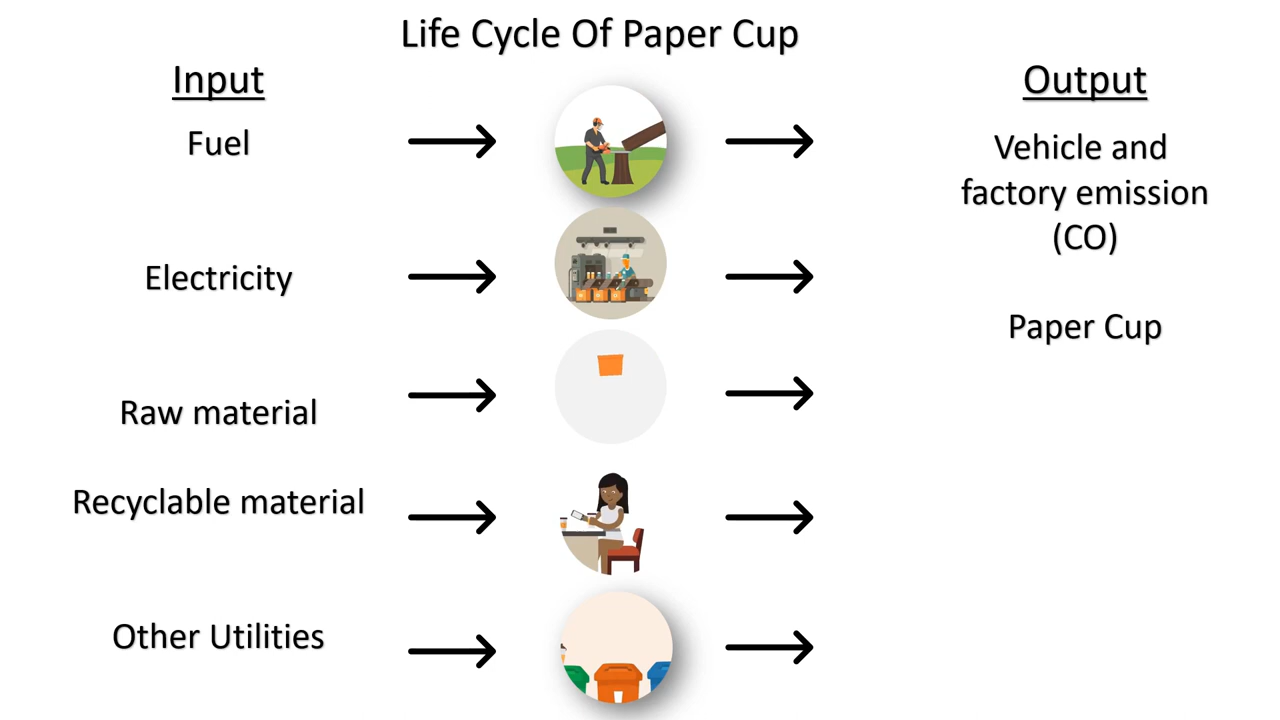 Life Cycle Of Paper Cup
Input
Output
Fuel
Vehicle and
factory emission
(CO)
Electricity
Paper Cup
Raw material
Recyclable material
Other Utilities